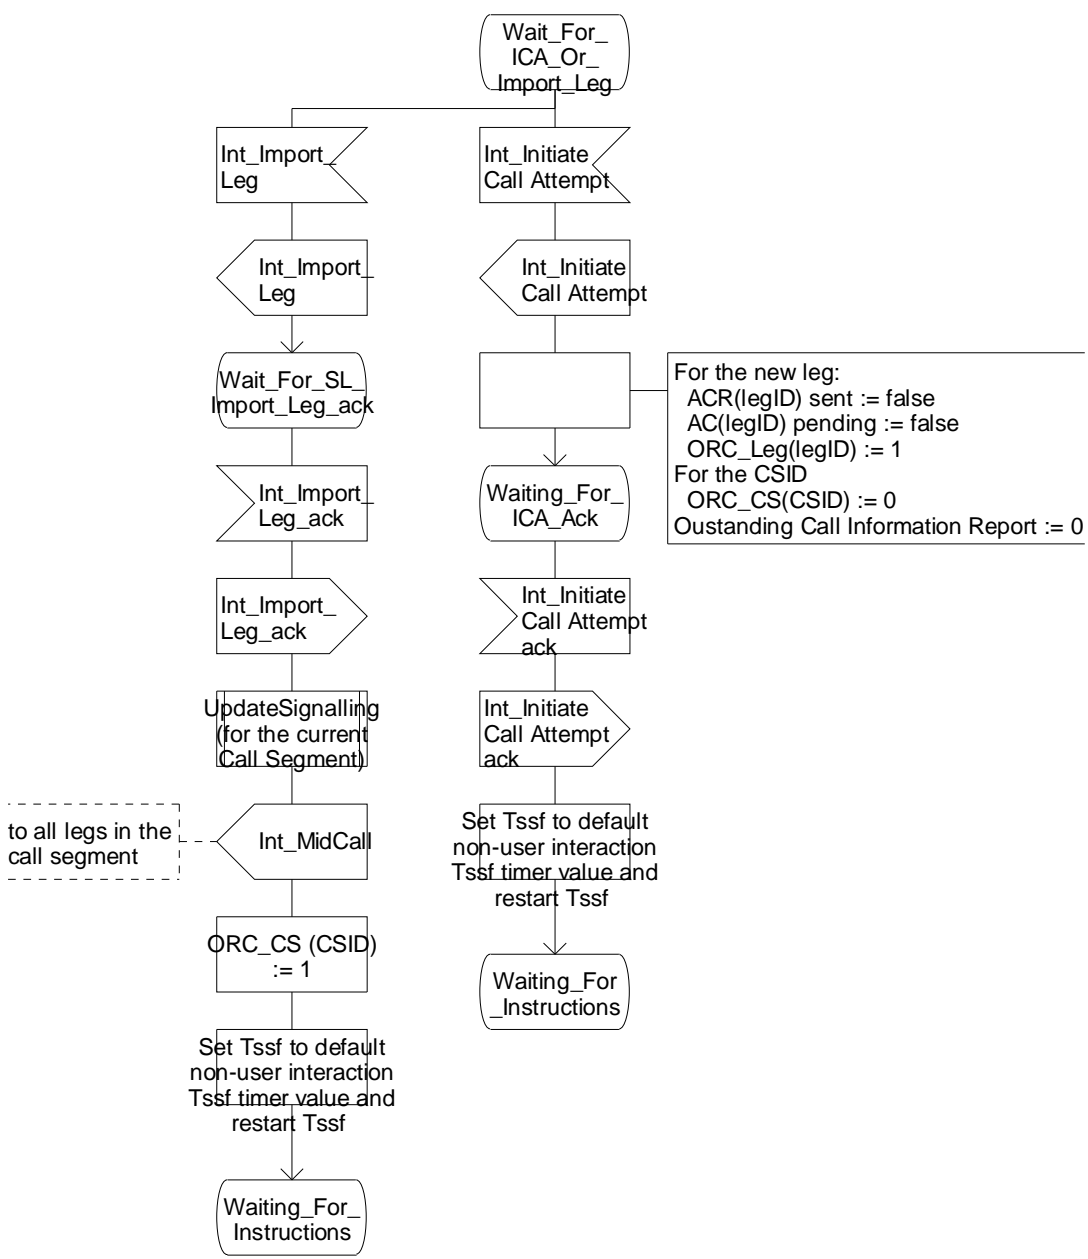 Wait_For_
ICA_Or_
Import_Leg
Int_Import_
Leg
Int_Import_
Leg
Wait_For_SL_
Import_Leg_ack
Int_Import_
Leg_ack
Int_Import_
Leg_ack
UpdateSignalling
(for the current
Call Segment)
to all legs in the
call segment
Int_MidCall
ORC_CS (CSID)
:= 1
Set Tssf to default
non-user interaction
Tssf timer value and
restart Tssf
Waiting_For_
Instructions
Int_Initiate
Call Attempt
Int_Initiate
Call Attempt
For the new leg:
ACR(legID) sent := false
AC(legID) pending := false
ORC_Leg(legID) := 1
For the CSID
ORC_CS(CSID) := 0
Oustanding Call Information Report := 0
Waiting_For_
ICA_Ack
Int_Initiate
Call Attempt
ack
Int_Initiate
Call Attempt
ack
Set Tssf to default
non-user interaction
Tssf timer value and
restart Tssf
Waiting_For
_Instructions